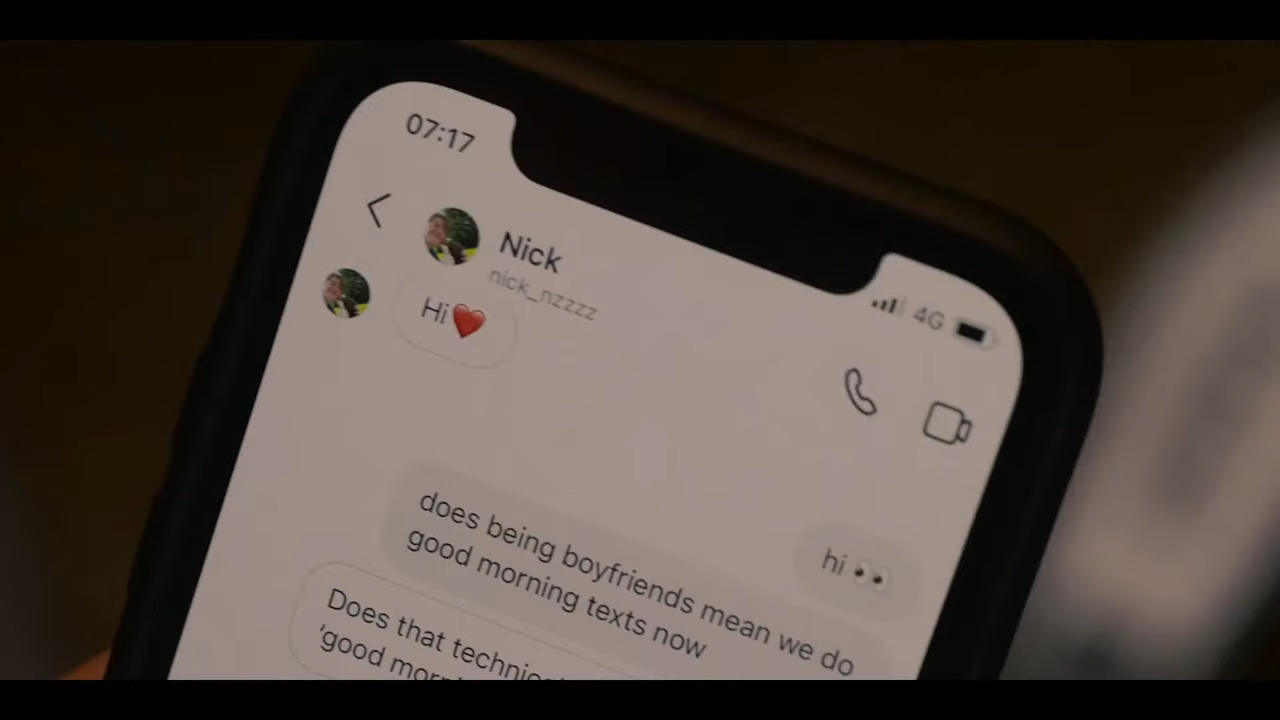 07:17
4G
Nick
nick_nzzzz
Hi❤️
hi 👀
does being boyfriends mean we do
good morning texts now
Does that
'good